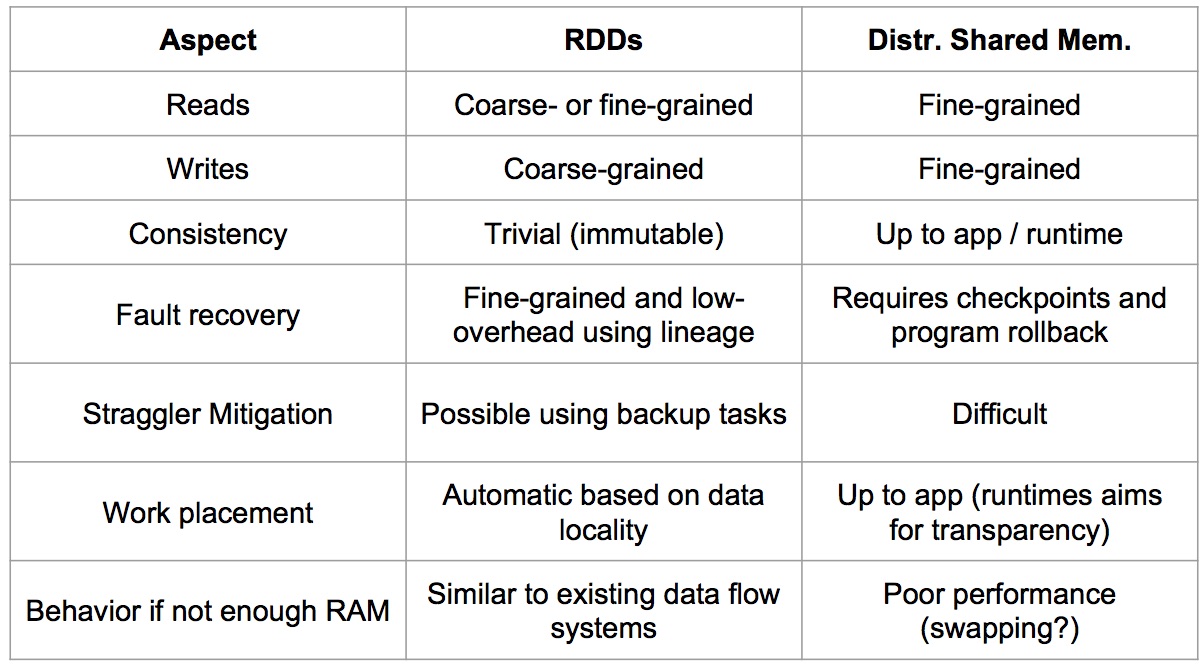 Aspect
RDDs
Distr. Shared Mem.
Reads
Coarse- or fine-grained
Fine-grained
Writes
Coarse-grained
Fine-grained
Consistency
Trivial (immutable)
Up to app / runtime
Fault recovery
Fine-grained and low-
overhead using lineage
Requires checkpoints and
program rollback
Straggler Mitigation
Possible using backup tasks
Difficult
Work placement
Automatic based on data
locality
Up to app (runtimes aims
for transparency)
Behavior if not enough RAM
Similar to existing data flow
systems
Poor performance
(swapping?)